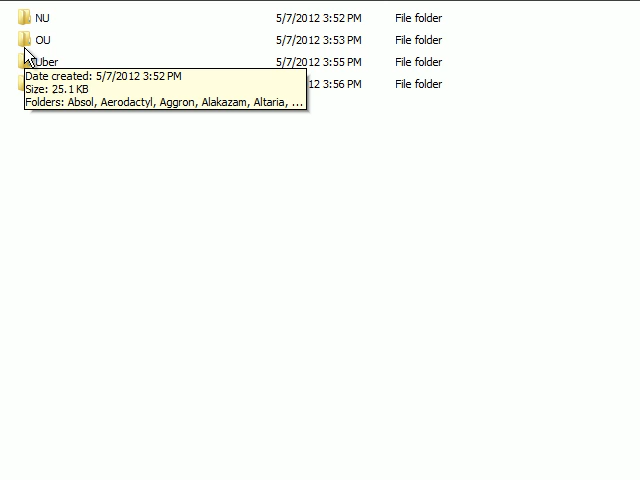 NU 5/7/2012 3:52 PM File folder
OU 5/7/2012 3:53 PM File folder
Uber 5/7/2012 3:55 PM File folder
12 3:56 PM File folder
Date created: 5/7/2012 3:52 PM
Size: 25.1 KB
Folders: Absol, Aerodactyl, Aggron, Alakazam, Altaria, ...